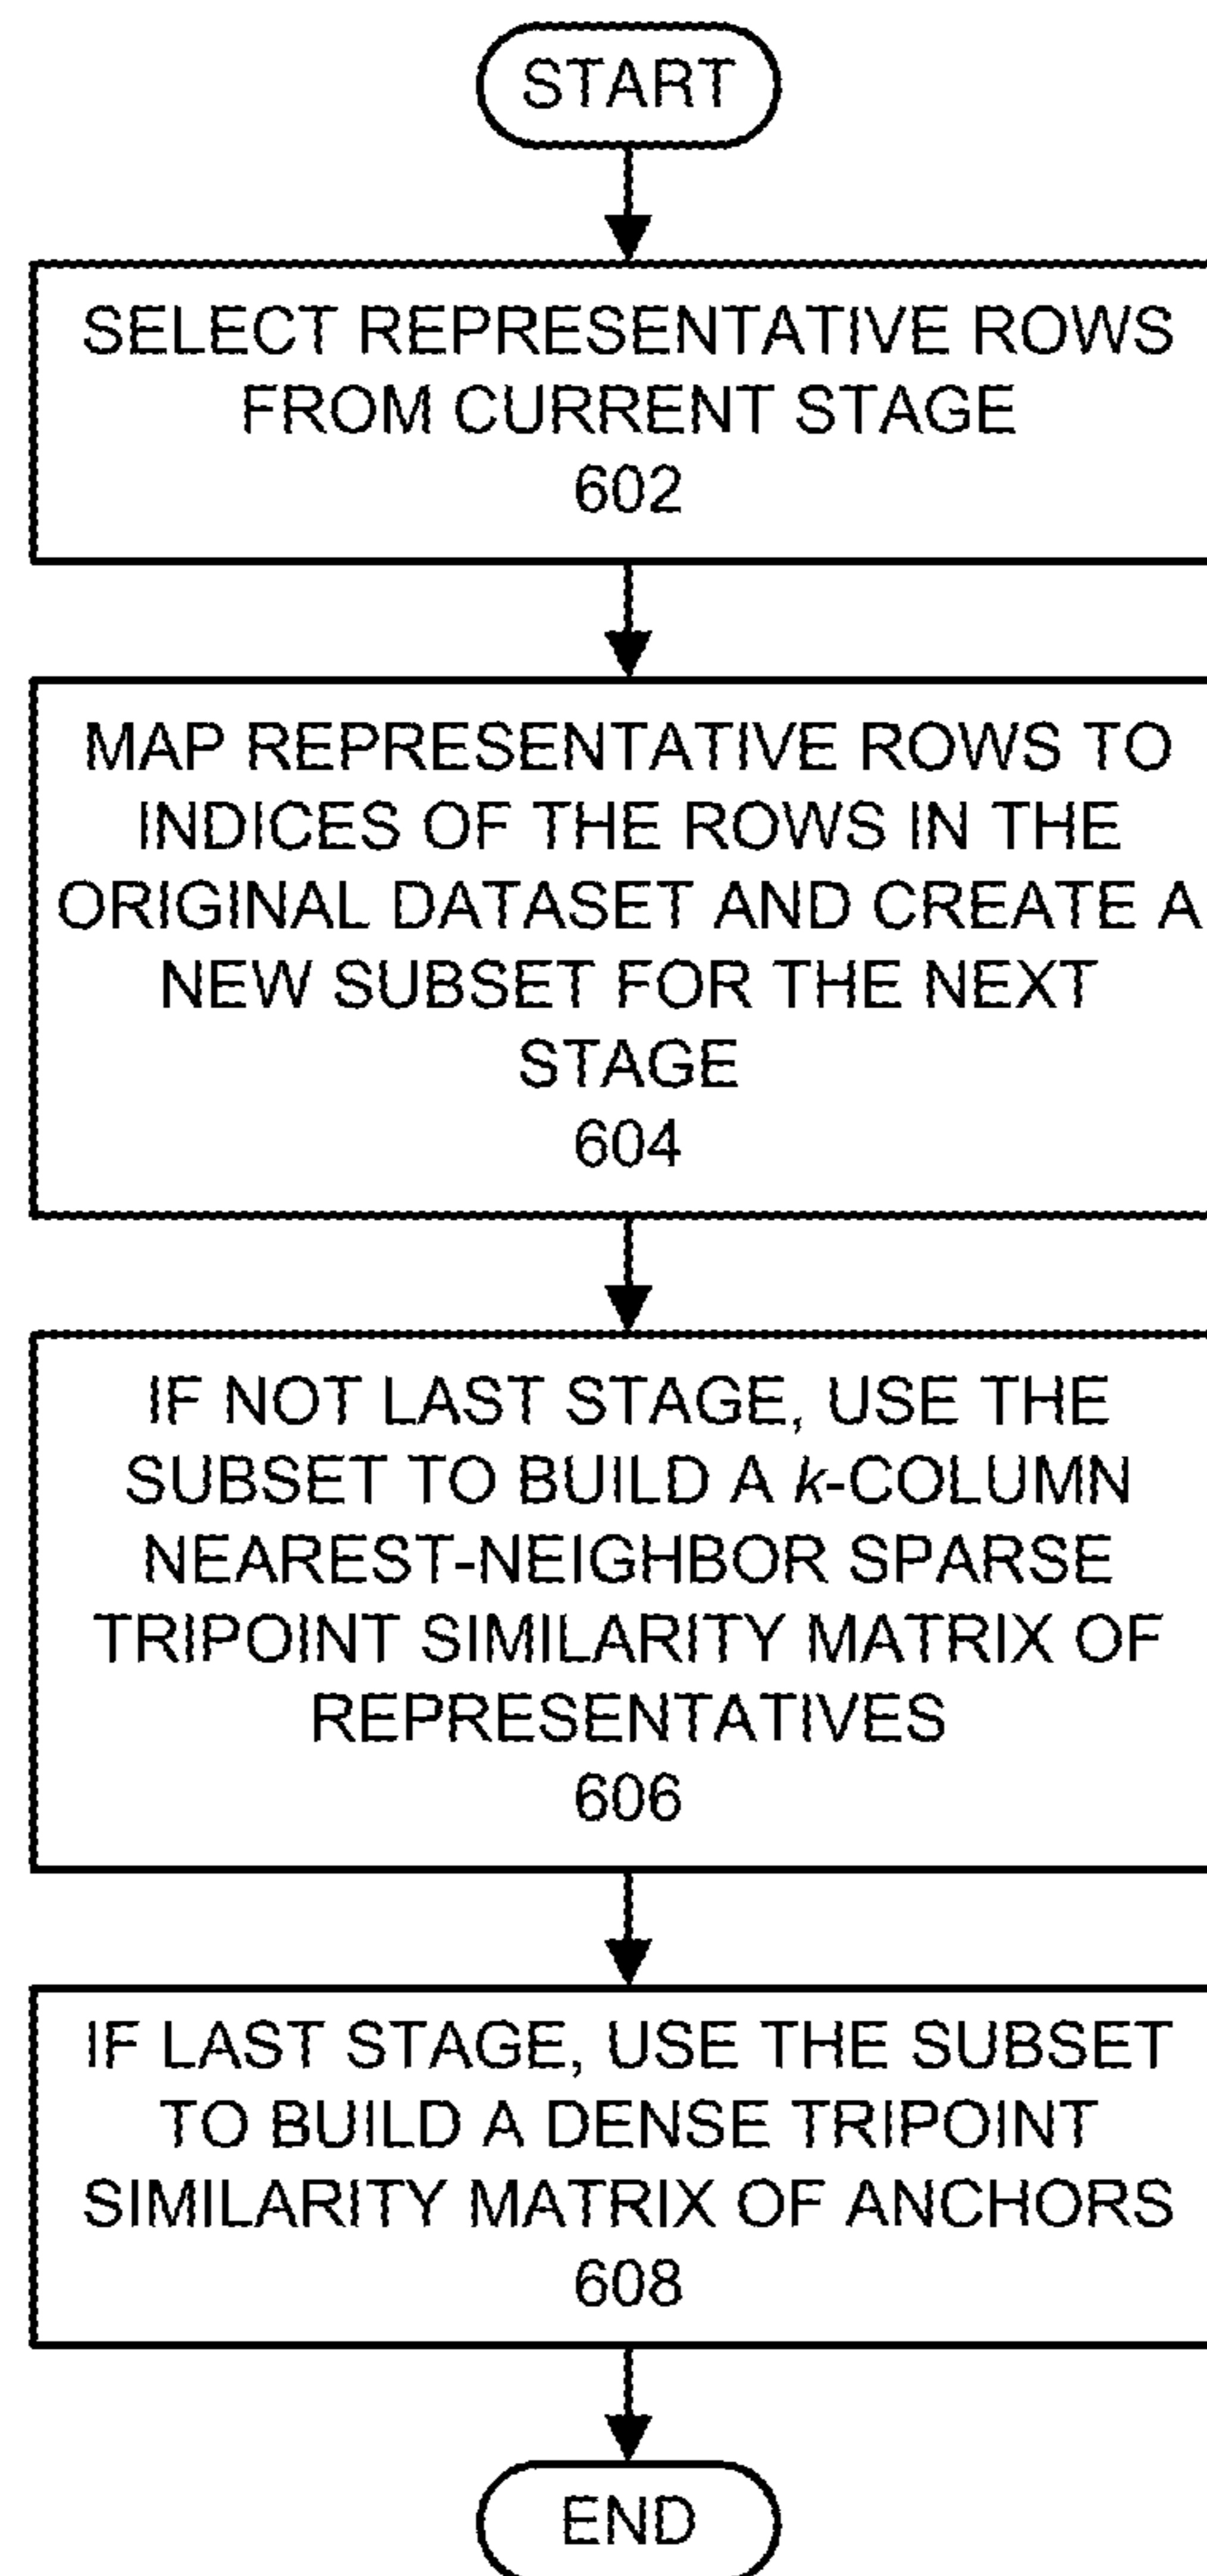 START
SELECT REPRESENTATIVE ROWS
FROM CURRENT STAGE
602
MAP REPRESENTATIVE ROWS TO
INDICES OF THE ROWS IN THE
ORIGINAL DATASET AND CREATE A
NEW SUBSET FOR THE NEXT
STAGE
604
IF NOT LAST STAGE, USE THE
SUBSET TO BUILD A k-COLUMN
NEAREST-NEIGHBOR SPARSE
TRIPOINT SIMILARITY MATRIX OF
REPRESENTATIVES
606
IF LAST STAGE, USE THE SUBSET
TO BUILD A DENSE TRIPOINT
SIMILARITY MATRIX OF ANCHORS
608
END